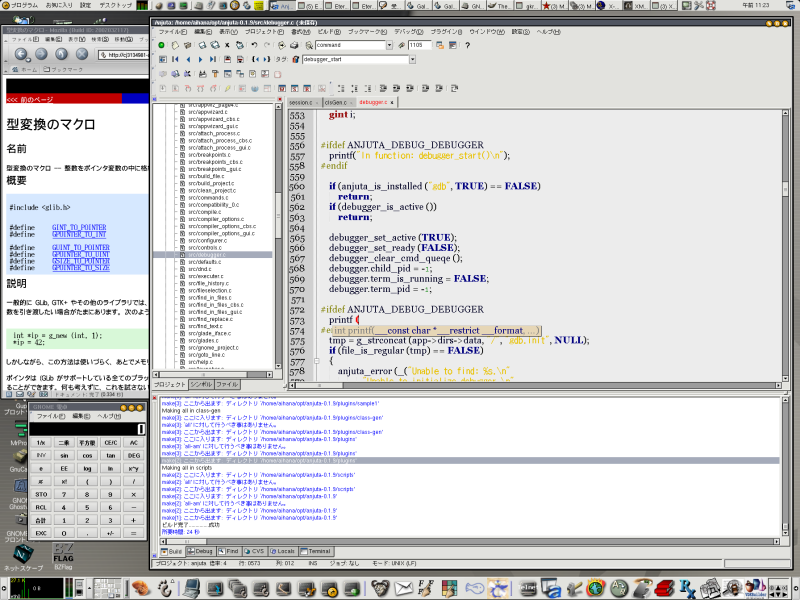 プログラム お気に入り 設定 デスクトップ
午前 11:23
Anjuta: /home/aihana/opt/anjuta-0.1.9/src/debugger.c (未保存)
ファイル(F) 編集(E) 表示(V) プロジェクト(R) 書式(M) ビルド(B) ブックマーク(K) デバッグ(D) プラグイン(I) ウインドウ(W) 設定(S) ヘルプ(H)
command
1105
タグ:
debugger_start
session.c
clsGen.c
debugger.c
<<< 前のページ
型変換のマクロ
名前
型変換のマクロ -- 整数をポインタ変数の中に格
概要
#include <glib.h>
#define GINT_TO_POINTER
#define GPOINTER_TO_INT
#define GUINT_TO_POINTER
#define GPOINTER_TO_UINT
#define GSIZE_TO_POINTER
#define GPOINTER_TO_SIZE
説明
一般的に GLib, GTK+ やその他のライブラリでは、
数を引き渡したい場合がたまにあります。次のよう
int *ip = g_new (int, 1);
*ip = 42;
しかしながら、この方法は使いづらく、あとでメモリ
ポインタは (GLib がサポートしている全てのプラッ
ることができます。何も考えずに、これを試さない
src/appwizard.c
src/appwizard_cbs.c
src/appwizard_gui.c
src/attach_process.c
src/attach_process_cbs.c
src/attach_process_gui.c
src/breakpoints.c
src/breakpoints_cbs.c
src/breakpoints_gui.c
src/build_file.c
src/build_project.c
src/clean_project.c
src/commands.c
src/compatibility_0.c
src/compile.c
src/compiler_options.c
src/compiler_options_cbs.c
src/compiler_options_gui.c
src/configurer.c
src/controls.c
src/debugger.c
src/defaults.c
src/dnd.c
src/executer.c
src/file_history.c
src/fileselection.c
src/find_in_files.c
src/find_in_files_cbs.c
src/find_in_files_gui.c
src/find_replace.c
src/find_text.c
src/glade_iface.c
src/glades.c
src/gnome_project.c
src/goto_line.c
src/help.c
プロジェクト シンボル ファイル
553 gint i;
554
555
556 #ifdef ANJUTA_DEBUG_DEBUGGER
557 printf("In function: debugger_start()\n");
558 #endif
559
560 if (anjuta_is_installed ("gdb", TRUE) == FALSE)
561 return;
562 if (debugger_is_active ())
563 return;
564
565 debugger_set_active (TRUE);
566 debugger_set_ready (FALSE);
567 debugger_clear_cmd_queqe ();
568 debugger.child_pid = -1;
569 debugger.term_is_running = FALSE;
570 debugger.term_pid = -1;
571
572 #ifdef ANJUTA_DEBUG_DEBUGGER
573 printf (
574 #e int printf(__const char *__restrict __format, ...)
575 tmp = g_strconcat (app->dirs->data, "/", "gdb.init", NULL);
576 if (file_is_regular (tmp) == FALSE)
577 {
578 anjuta_error (_("Unable to find: %s.\n"
make[3]: ここから出ます: ディレクトリ `/home/aihana/opt/anjuta-0.1.9/plugins/sample1'
Making all in class-gen
make[3]: ここに入ります: ディレクトリ `/home/aihana/opt/anjuta-0.1.9/plugins/class-gen'
make[3]: `all' に対して行うべき事はありません。
make[3]: ここから出ます: ディレクトリ `/home/aihana/opt/anjuta-0.1.9/plugins/class-gen'
make[3]: ここに入ります: ディレクトリ `/home/aihana/opt/anjuta-0.1.9/plugins'
make[3]: `all-am' に対して行うべき事はありません。
make[3]: ここから出ます: ディレクトリ `/home/aihana/opt/anjuta-0.1.9/plugins'
make[2]: ここから出ます: ディレクトリ `/home/aihana/opt/anjuta-0.1.9/plugins'
Making all in scripts
make[2]: ここに入ります: ディレクトリ `/home/aihana/opt/anjuta-0.1.9/scripts'
make[2]: `all' に対して行うべき事はありません。
make[2]: ここから出ます: ディレクトリ `/home/aihana/opt/anjuta-0.1.9/scripts'
make[2]: ここに入ります: ディレクトリ `/home/aihana/opt/anjuta-0.1.9'
make[2]: `all-am' に対して行うべき事はありません。
make[2]: ここから出ます: ディレクトリ `/home/aihana/opt/anjuta-0.1.9'
make[1]: ここから出ます: ディレクトリ `/home/aihana/opt/anjuta-0.1.9'
ビルド完了............成功
所要時間: 24 秒
Build Debug Find CVS Locals Terminal
プロジェクト: anjuta 倍率: 4 行: 0573 列: 012 INS ジョブ: なし モード: UNIX (LF)
ファイル(F) 編集(E) ヘルプ(H)
0
1/x 二乗 平方根 CE/C AC
INV sin cos tan DEG
e EE log ln x^y
π x! ( ) /
STO 7 8 9 ×
RCL 4 5 6 -
合計 1 2 3 +
EXC 0 . +/- =
ネットスケープ
BZFlag